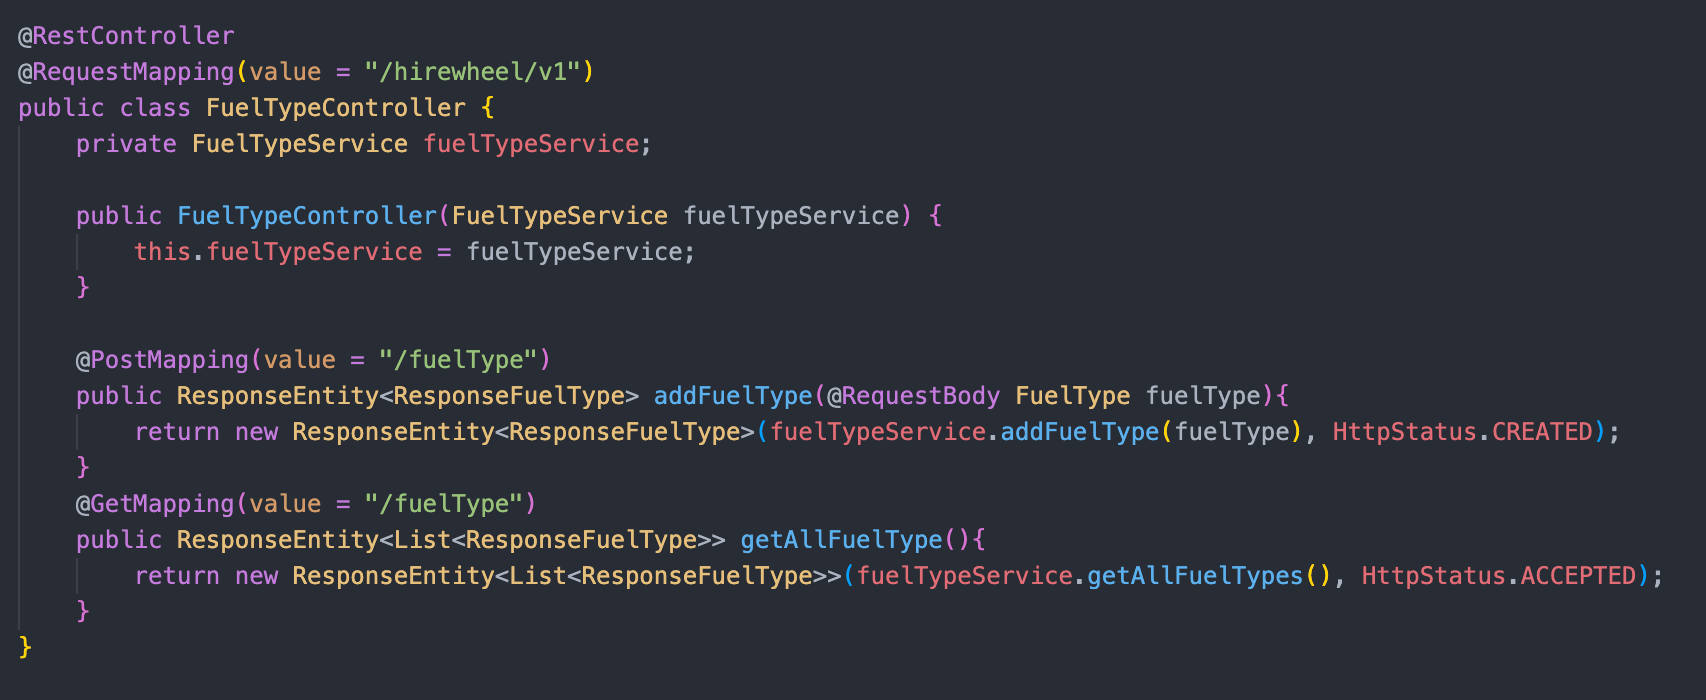 @RestController
@RequestMapping(value = "/hirewheel/v1")
public class FuelTypeController {
    private FuelTypeService fuelTypeService;

    public FuelTypeController(FuelTypeService fuelTypeService) {
        this.fuelTypeService = fuelTypeService;
    }

    @PostMapping(value = "/fuelType")
    public ResponseEntity<ResponseFuelType> addFuelType(@RequestBody FuelType fuelType){
        return new ResponseEntity<ResponseFuelType>(fuelTypeService.addFuelType(fuelType), HttpStatus.CREATED);
    }
    @GetMapping(value = "/fuelType")
    public ResponseEntity<List<ResponseFuelType>> getAllFuelType(){
        return new ResponseEntity<List<ResponseFuelType>>(fuelTypeService.getAllFuelTypes(), HttpStatus.ACCEPTED);
    }
}